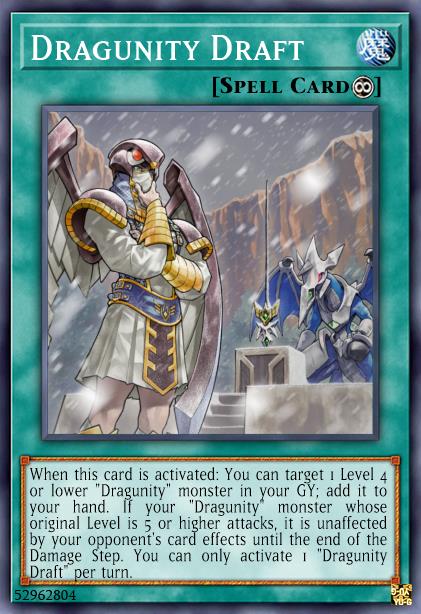 DRAGUNITY DRAFT
魔
[SPELL CARD]
When this card is activated: You can target 1 Level 4
or lower "Dragunity" monster in your GY; add it to
your hand. If your "Dragunity" monster whose
original Level is 5 or higher attacks, it is unaffected
by your opponent's card effects until the end of the
Damage Step. You can only activate 1 "Dragunity
Draft" per turn.
52962804